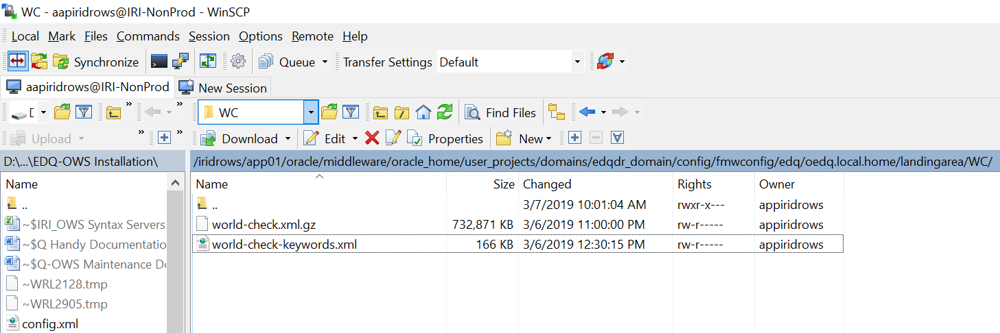 WC - aapiridrows@IRI-NonProd - WinSCP
Local Mark Files Commands Session Options Remote Help
Synchronize Queue Transfer Settings Default
aapiridrows@IRI-NonProd New Session
WC Find Files
Upload Download Edit Properties New
D:\...\EDQ-OWS Installation\ /iridrows/app01/oracle/middleware/oracle_home/user_projects/domains/edqdr_domain/config/fmwconfig/edq/oedq.local.home/landingarea/WC/
Name Name Size Changed Rights Owner
.. .. 3/7/2019 10:01:04 AM rwxr-x--- appiridrows
~$IRI_OWS Syntax Servers world-check.xml.gz 732,871 KB 3/6/2019 11:00:00 PM rw-r----- appiridrows
~$Q Handy Documentatio world-check-keywords.xml 166 KB 3/6/2019 12:30:15 PM rw-r----- appiridrows
~$Q-OWS Maintenance D
~WRL2128.tmp
~WRL2905.tmp
config.xml